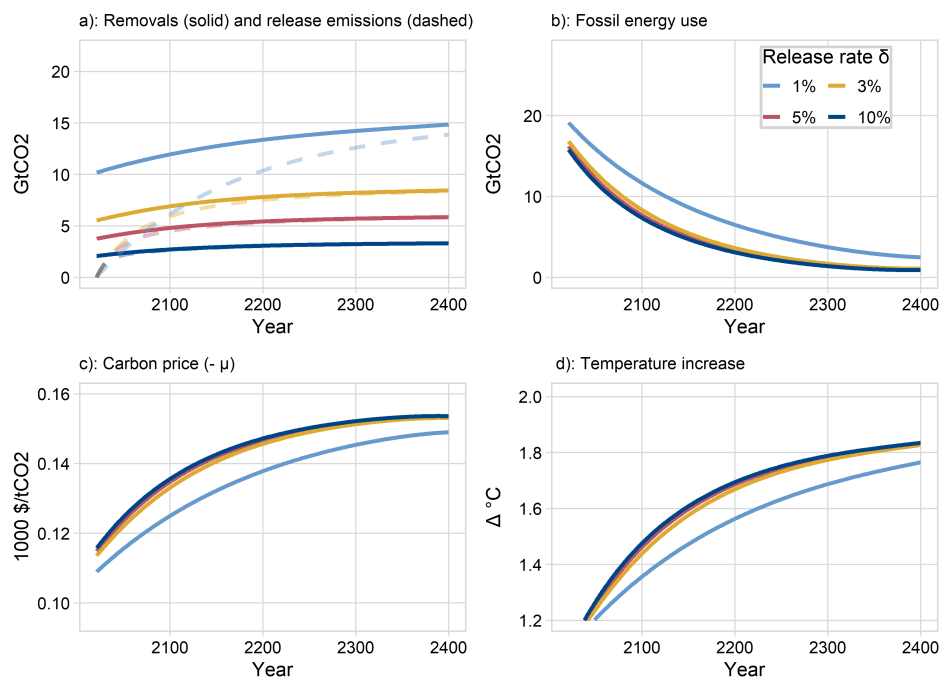 a): Removals (solid) and release emissions (dashed)
GtCO2
20
15
10
5
0
2100 2200 2300 2400
Year
b): Fossil energy use
GtCO2
20
10
0
2100 2200 2300 2400
Year
Release rate δ
1% 3%
5% 10%
c): Carbon price (- μ)
1000 $/tCO2
0.16
0.14
0.12
0.10
2100 2200 2300 2400
Year
d): Temperature increase
Δ °C
2.0
1.8
1.6
1.4
1.2
2100 2200 2300 2400
Year